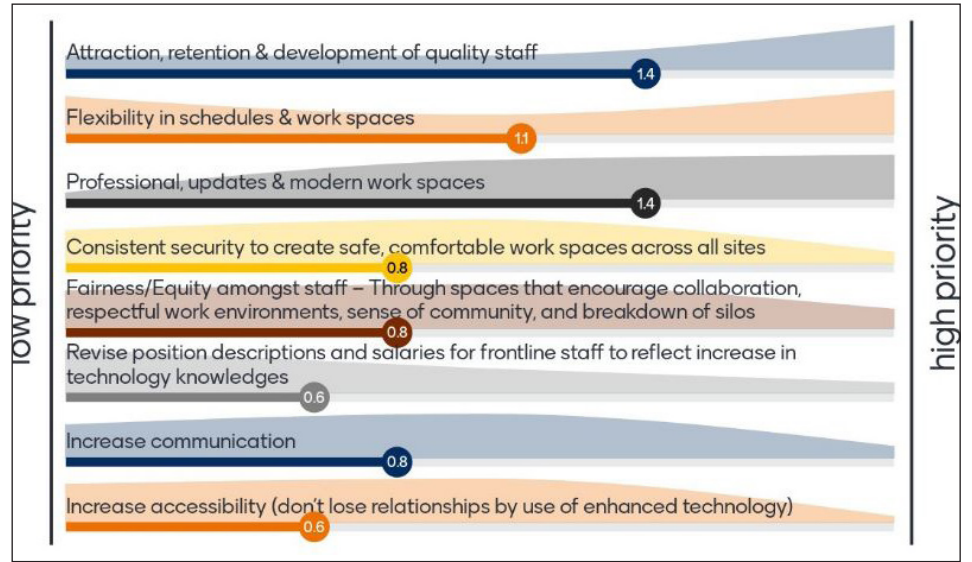 low priority
Attraction, retention & development of quality staff
1.4
Flexibility in schedules & work spaces
1.1
Professional, updates & modern work spaces
1.4
Consistent security to create safe, comfortable work spaces across all sites
0.8
Fairness/Equity amongst staff – Through spaces that encourage collaboration,
respectful work environments, sense of community, and breakdown of silos
0.8
Revise position descriptions and salaries for frontline staff to reflect increase in
technology knowledges
0.6
Increase communication
0.8
Increase accessibility (don't lose relationships by use of enhanced technology)
0.6
high priority